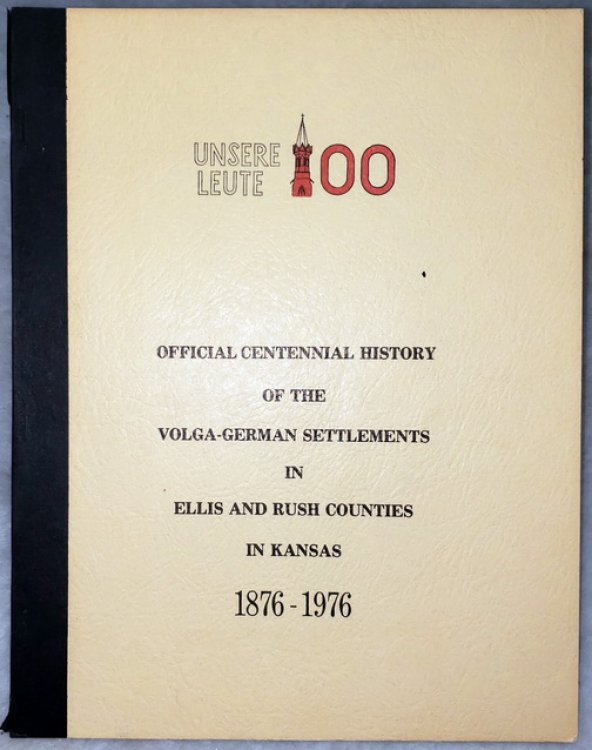 UNSERE
LEUTE 100
OFFICIAL CENTENNIAL HISTORY
OF THE
VOLGA-GERMAN SETTLEMENTS
IN
ELLIS AND RUSH COUNTIES
IN KANSAS
1876 - 1976